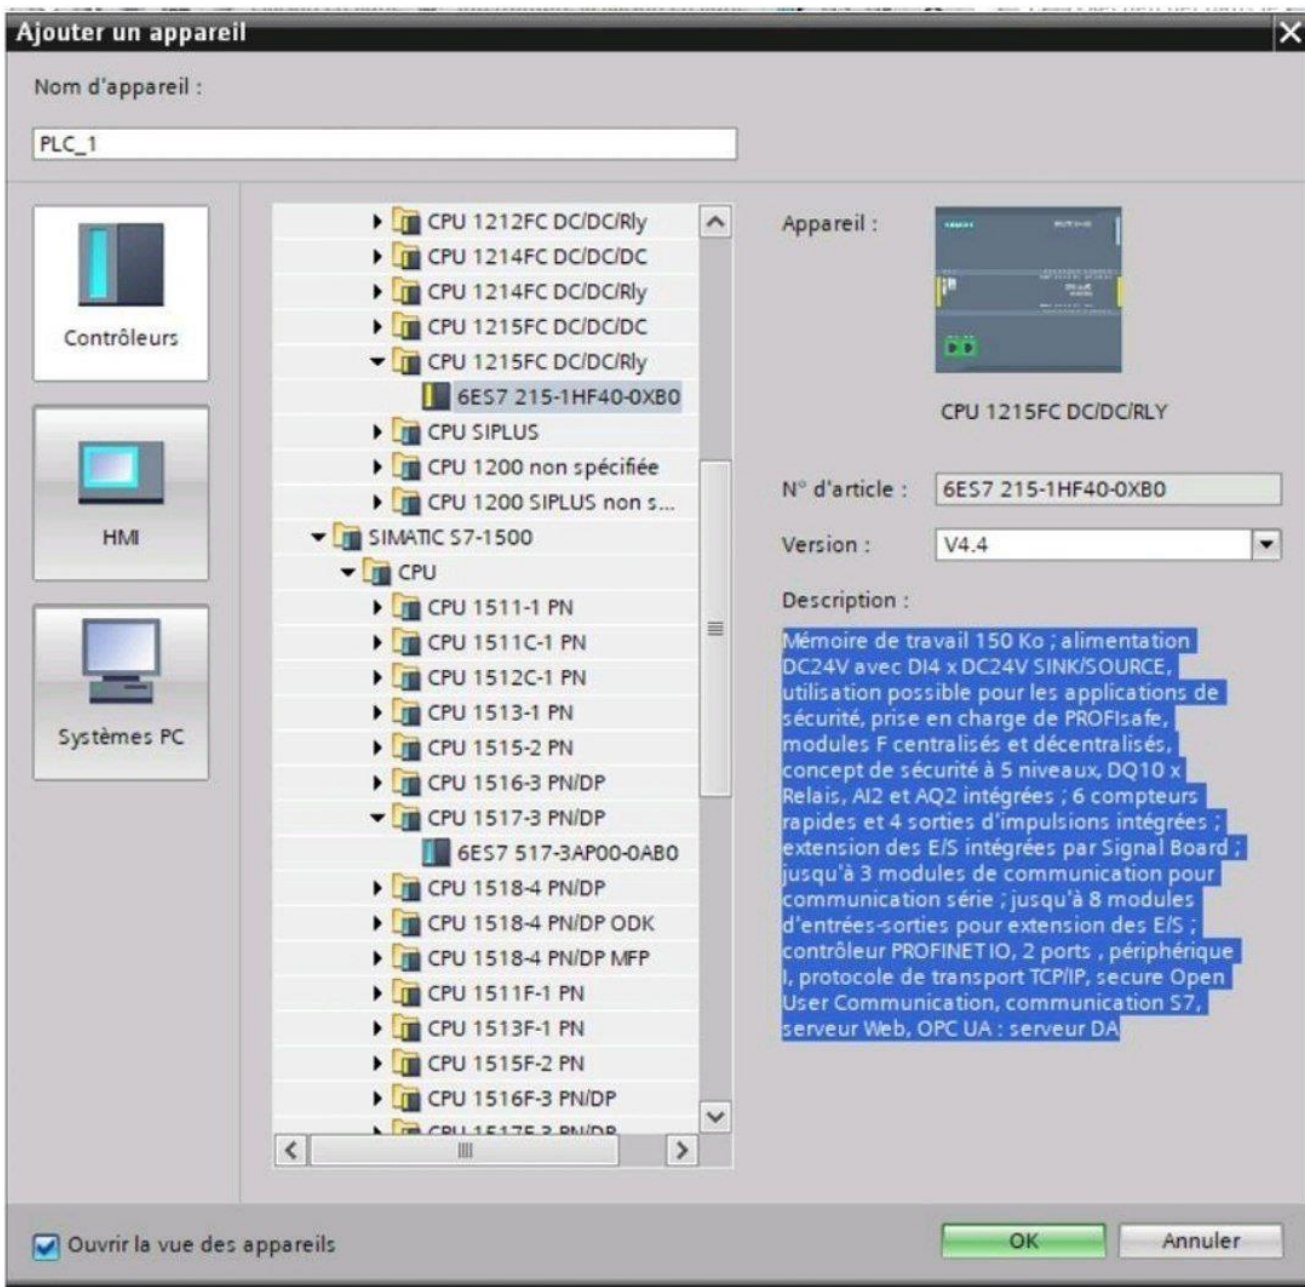 Ajouter un appareil
Nom d'appareil :
PLC_1
Contrôleurs
HMI
Systèmes PC
CPU 1212FC DC/DC/Rly
CPU 1214FC DC/DC/DC
CPU 1214FC DC/DC/Rly
CPU 1215FC DC/DC/DC
CPU 1215FC DC/DC/Rly
6ES7 215-1HF40-0XB0
CPU SIPLUS
CPU 1200 non spécifiée
CPU 1200 SIPLUS non s...
SIMATIC S7-1500
CPU
CPU 1511-1 PN
CPU 1511C-1 PN
CPU 1512C-1 PN
CPU 1513-1 PN
CPU 1515-2 PN
CPU 1516-3 PN/DP
CPU 1517-3 PN/DP
6ES7 517-3AP00-0AB0
CPU 1518-4 PN/DP
CPU 1518-4 PN/DP ODK
CPU 1518-4 PN/DP MFP
CPU 1511F-1 PN
CPU 1513F-1 PN
CPU 1515F-2 PN
CPU 1516F-3 PN/DP
CPU 1517F-3 PN/DP
Appareil :
CPU 1215FC DC/DC/RLY
N° d'article :
6ES7 215-1HF40-0XB0
Version :
V4.4
Description :
Mémoire de travail 150 Ko ; alimentation
DC24V avec DI4 x DC24V SINK/SOURCE,
utilisation possible pour les applications de
sécurité, prise en charge de PROFIsafe,
modules F centralisés et décentralisés,
concept de sécurité à 5 niveaux, DQ10 x
Relais, AI2 et AQ2 intégrées ; 6 compteurs
rapides et 4 sorties d'impulsions intégrées ;
extension des E/S intégrées par Signal Board ;
jusqu'à 3 modules de communication pour
communication série ; jusqu'à 8 modules
d'entrées-sorties pour extension des E/S ;
contrôleur PROFINET IO, 2 ports , périphérique
I, protocole de transport TCP/IP, secure Open
User Communication, communication S7,
serveur Web, OPC UA : serveur DA
Ouvrir la vue des appareils
OK
Annuler